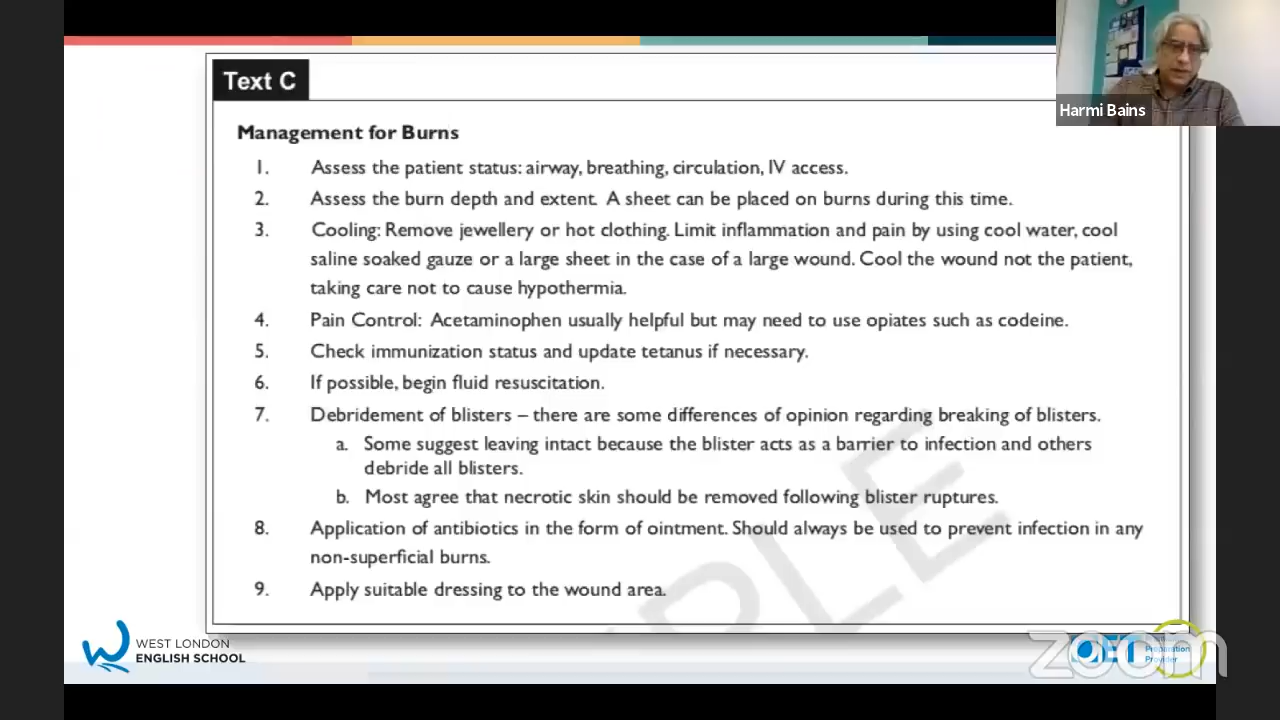 Text C
Harmi Bains
Management for Burns
1. Assess the patient status: airway, breathing, circulation, IV access.
2. Assess the burn depth and extent. A sheet can be placed on burns during this time.
3. Cooling: Remove jewellery or hot clothing. Limit inflammation and pain by using cool water, cool
saline soaked gauze or a large sheet in the case of a large wound. Cool the wound not the patient,
taking care not to cause hypothermia.
4. Pain Control: Acetaminophen usually helpful but may need to use opiates such as codeine.
5. Check immunization status and update tetanus if necessary.
6. If possible, begin fluid resuscitation.
7. Debridement of blisters – there are some differences of opinion regarding breaking of blisters.
a. Some suggest leaving intact because the blister acts as a barrier to infection and others
debride all blisters.
b. Most agree that necrotic skin should be removed following blister ruptures.
8. Application of antibiotics in the form of ointment. Should always be used to prevent infection in any
non-superficial burns.
9. Apply suitable dressing to the wound area.
WEST LONDON
ENGLISH SCHOOL
zoom
OET
Preparation
Provider